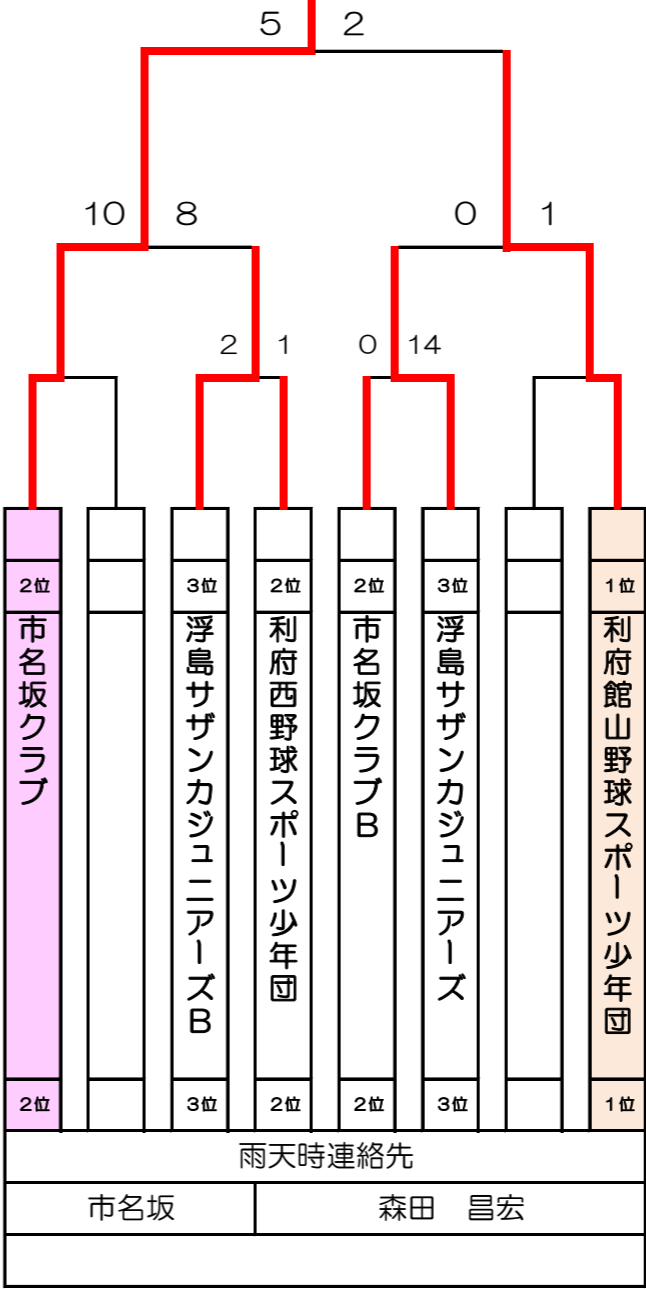 5 2
10 8 0 1
2 1 0 14
2位 3位 2位 2位 3位 1位
市名坂クラブ
浮島サザンカジュニアーズB
利府西野球スポーツ少年団
市名坂クラブB
浮島サザンカジュニアーズ
利府館山野球スポーツ少年団
2位 3位 2位 2位 3位 1位
雨天時連絡先
市名坂 森田 昌宏